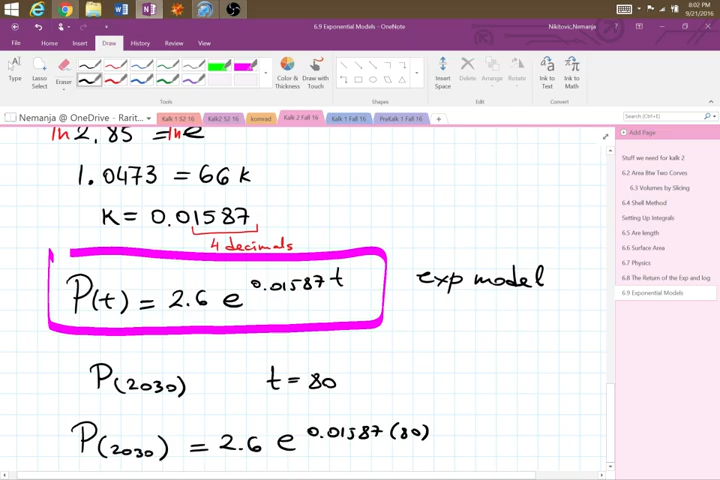 8:02 PM
9/21/2016
6.9 Exponential Models - OneNote
Nikitovic, Nemanja
File Home Insert Draw History Review View
Type
Lasso Select
Eraser
Color & Thickness
Draw with Touch
Insert Space
Delete
Arrange
Rotate
Ink to Text
Ink to Math
Tools
Shapes
Edit
Convert
Nemanja @ OneDrive - Rarit...
Kalk 1 S2 16
Kalk2 S2 16
komrad
Kalk 2 Fall 16
Kalk 1 Fall 16
PreKalk 1 Fall 16
Search (Ctrl+E)
Add Page
Stuff we need for kalk 2
6.2 Area Btw Two Curves
6.3 Volumes by Slicing
6.4 Shell Method
Setting Up Integrals
6.5 Arc length
6.6 Surface Area
6.7 Physics
6.8 The Return of the Exp and log
6.9 Exponential Models
ln 2.85 = ln e
1.0473 = 66 k
k = 0.01587
4 decimals
P(t) = 2.6 e^0.01587 t
exp model
P(2030) t = 80
P(2030) = 2.6 e^0.01587 (80)